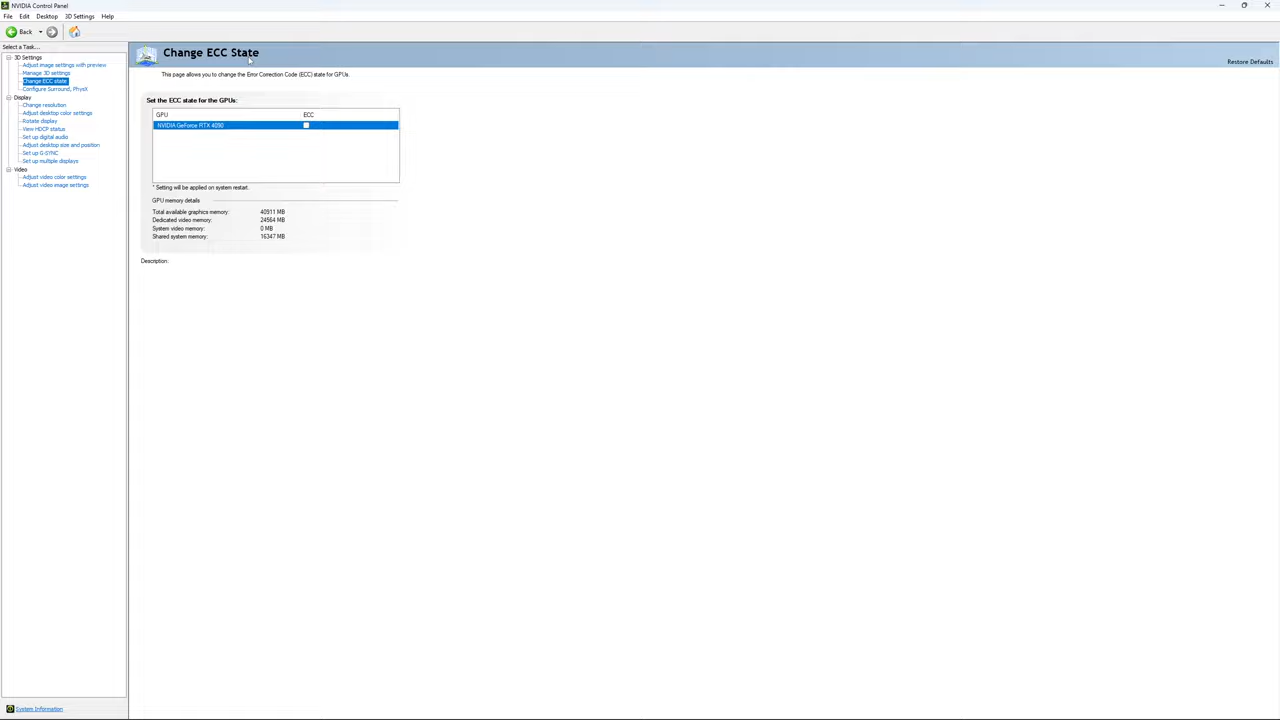 NVIDIA Control Panel
File Edit Desktop 3D Settings Help
Back
Select a Task...
3D Settings
Adjust image settings with preview
Manage 3D settings
Change ECC state
Configure Surround, PhysX
Display
Change resolution
Adjust desktop color settings
Rotate display
View HDCP status
Set up digital audio
Adjust desktop size and position
Set up G-SYNC
Set up multiple displays
Video
Adjust video color settings
Adjust video image settings
System Information
Change ECC State
Restore Defaults
This page allows you to change the Error Correction Code (ECC) state for GPUs.
Set the ECC state for the GPUs:
GPU ECC
NVIDIA GeForce RTX 4090
* Setting will be applied on system restart.
GPU memory details
Total available graphics memory: 40911 MB
Dedicated video memory: 24564 MB
System video memory: 0 MB
Shared system memory: 16347 MB
Description: